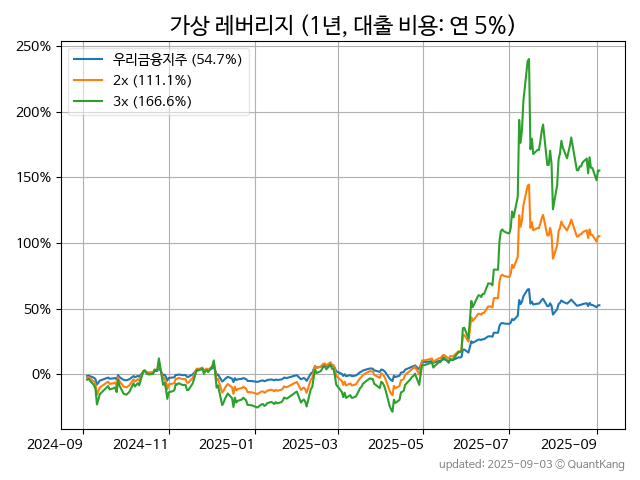 가상 레버리지 (1년, 대출 비용: 연 5%)
250%
200%
150%
100%
50%
0%
우리금융지주 (54.7%)
2x (111.1%)
3x (166.6%)
2024-09
2024-11
2025-01
2025-03
2025-05
2025-07
2025-09
updated: 2025-09-03 © QuantKang